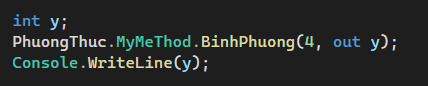 int y;
PhuongThuc.MyMeThod.BinhPhuong(4, out y);
Console.WriteLine(y);